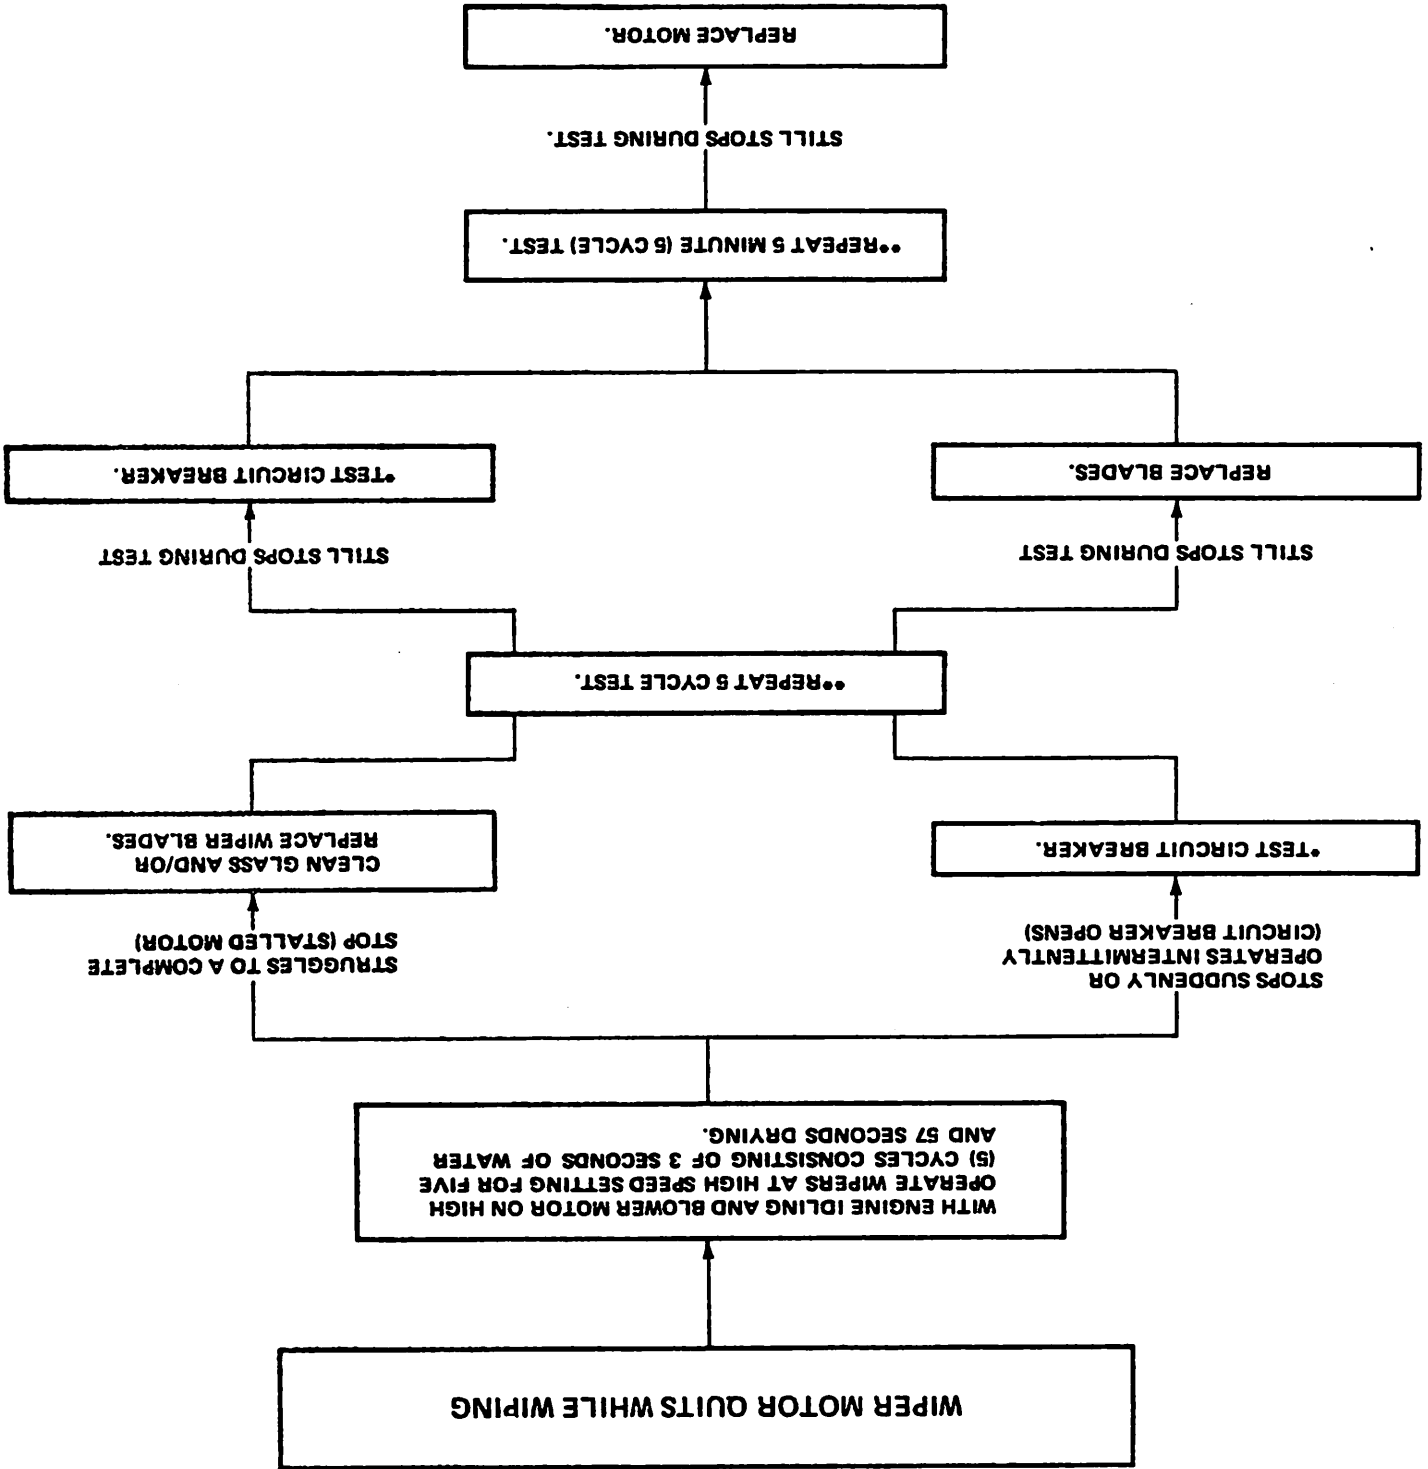 WIPER MOTOR QUITS WHILE WIPING
WITH ENGINE IDLING AND BLOWER MOTOR ON HIGH
OPERATE WIPERS AT HIGH SPEED SETTING FOR FIVE
(5) CYCLES CONSISTING OF 3 SECONDS OF WATER
AND 57 SECONDS DRYING.
STOPS SUDDENLY OR
OPERATES INTERMITTENTLY
(CIRCUIT BREAKER OPENS)
STRUGGLES TO A COMPLETE
STOP (STALLED MOTOR)
*TEST CIRCUIT BREAKER.
CLEAN GLASS AND/OR
REPLACE WIPER BLADES.
**REPEAT 5 CYCLE TEST.
STILL STOPS DURING TEST
STILL STOPS DURING TEST
REPLACE BLADES.
*TEST CIRCUIT BREAKER.
**REPEAT 5 MINUTE (5 CYCLE) TEST.
STILL STOPS DURING TEST.
REPLACE MOTOR.